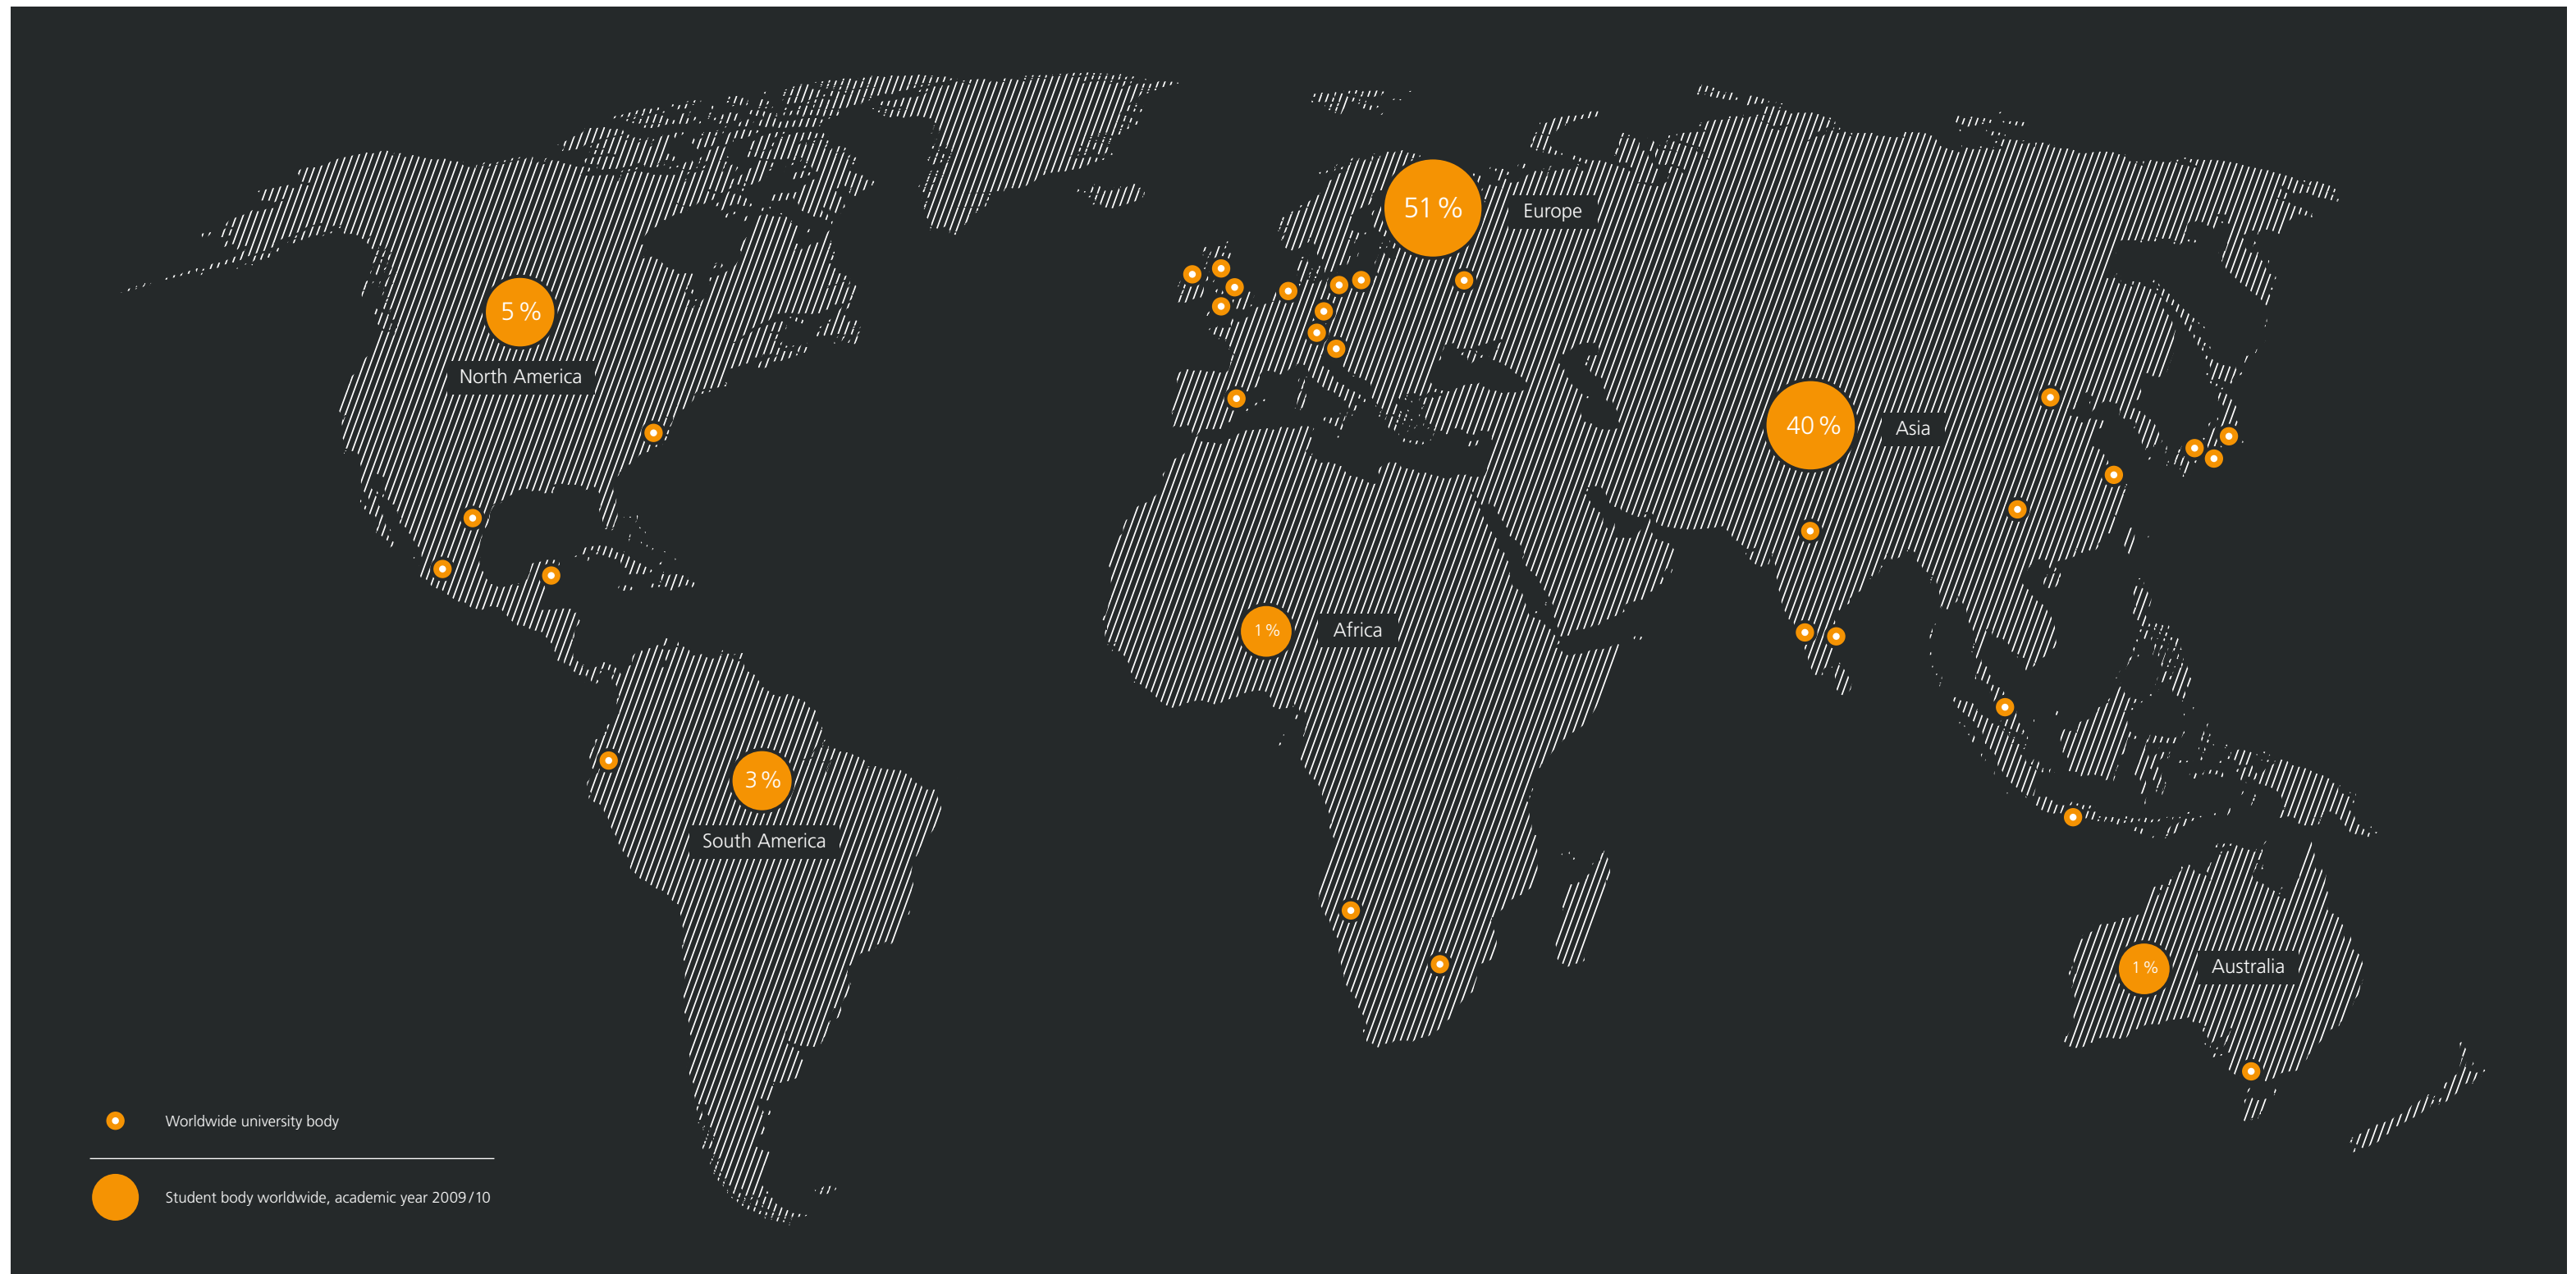 51 %
Europe
5 %
North America
40 %
Asia
1 %
Africa
3 %
South America
1 %
Australia
Worldwide university body
Student body worldwide, academic year 2009/10